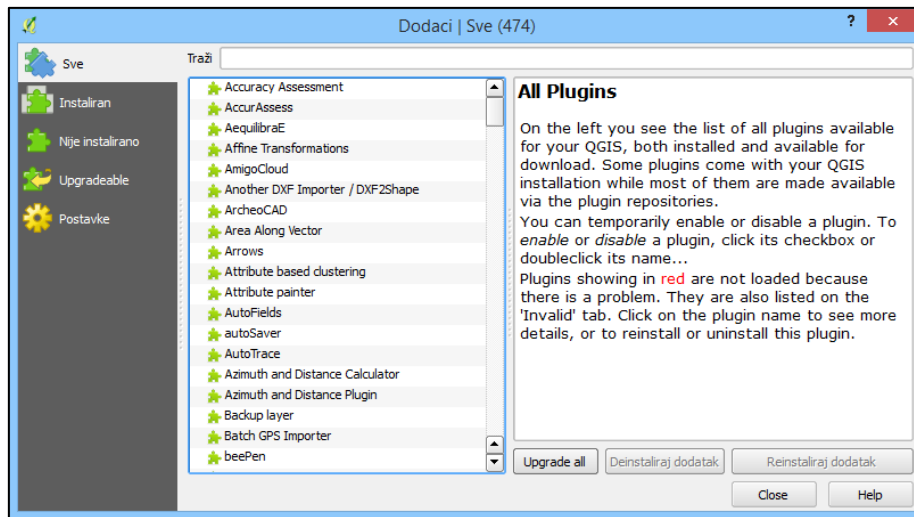 Dodaci | Sve (474)
?
×
Sve
Instaliran
Nije instalirano
Upgradeable
Postavke
Traži
Accuracy Assessment
AccurAssess
AequilibraE
Affine Transformations
AmigoCloud
Another DXF Importer / DXF2Shape
ArcheoCAD
Area Along Vector
Arrows
Attribute based clustering
Attribute painter
AutoFields
autoSaver
AutoTrace
Azimuth and Distance Calculator
Azimuth and Distance Plugin
Backup layer
Batch GPS Importer
beePen
All Plugins
On the left you see the list of all plugins available
for your QGIS, both installed and available for
download. Some plugins come with your QGIS
installation while most of them are made available
via the plugin repositories.
You can temporarily enable or disable a plugin. To
enable or disable a plugin, click its checkbox or
doubleclick its name...
Plugins showing in red are not loaded because
there is a problem. They are also listed on the
'Invalid' tab. Click on the plugin name to see more
details, or to reinstall or uninstall this plugin.
Upgrade all
Deinstaliraj dodatak
Reinstaliraj dodatak
Close
Help